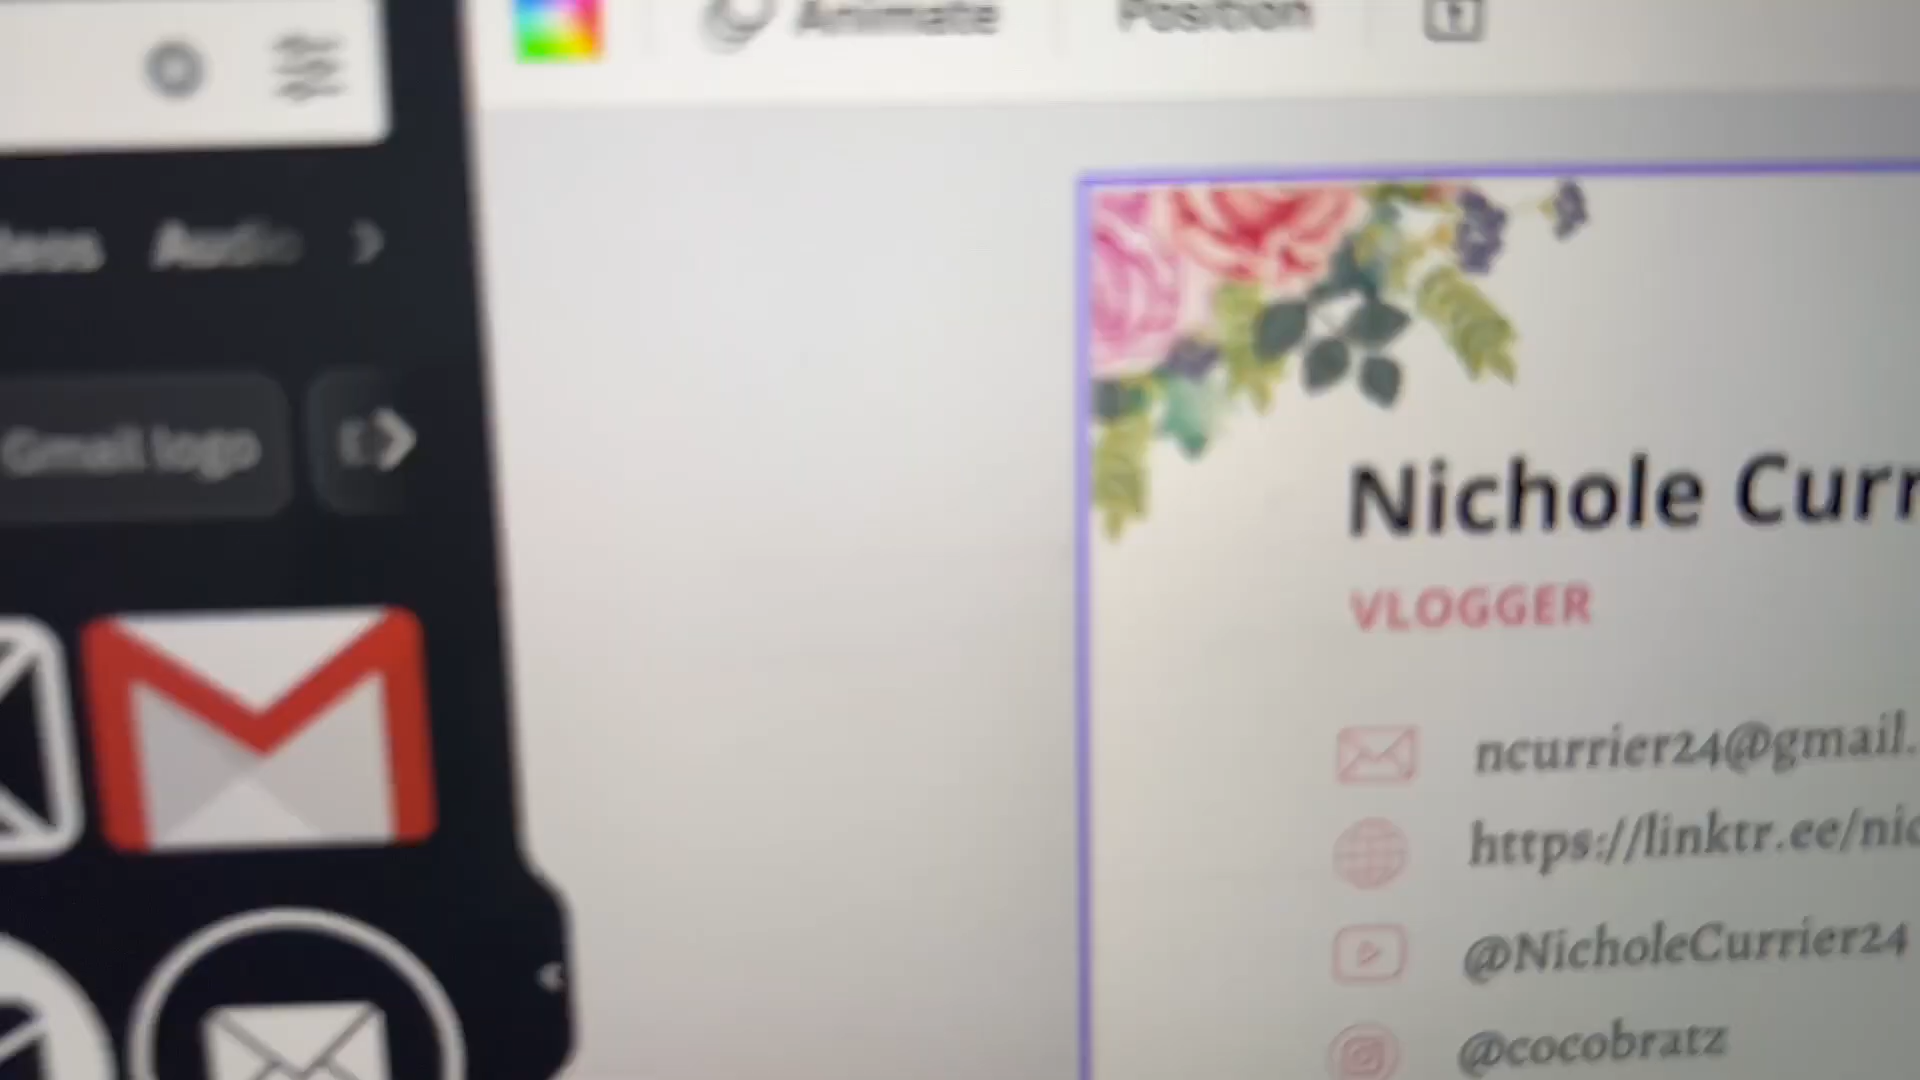 Animate Position
Audio
Gmail logo
Nichole Curr
VLOGGER
ncurrier24@gmail.
https://linktr.ee/nic
@NicholeCurrier24
@cocobratz